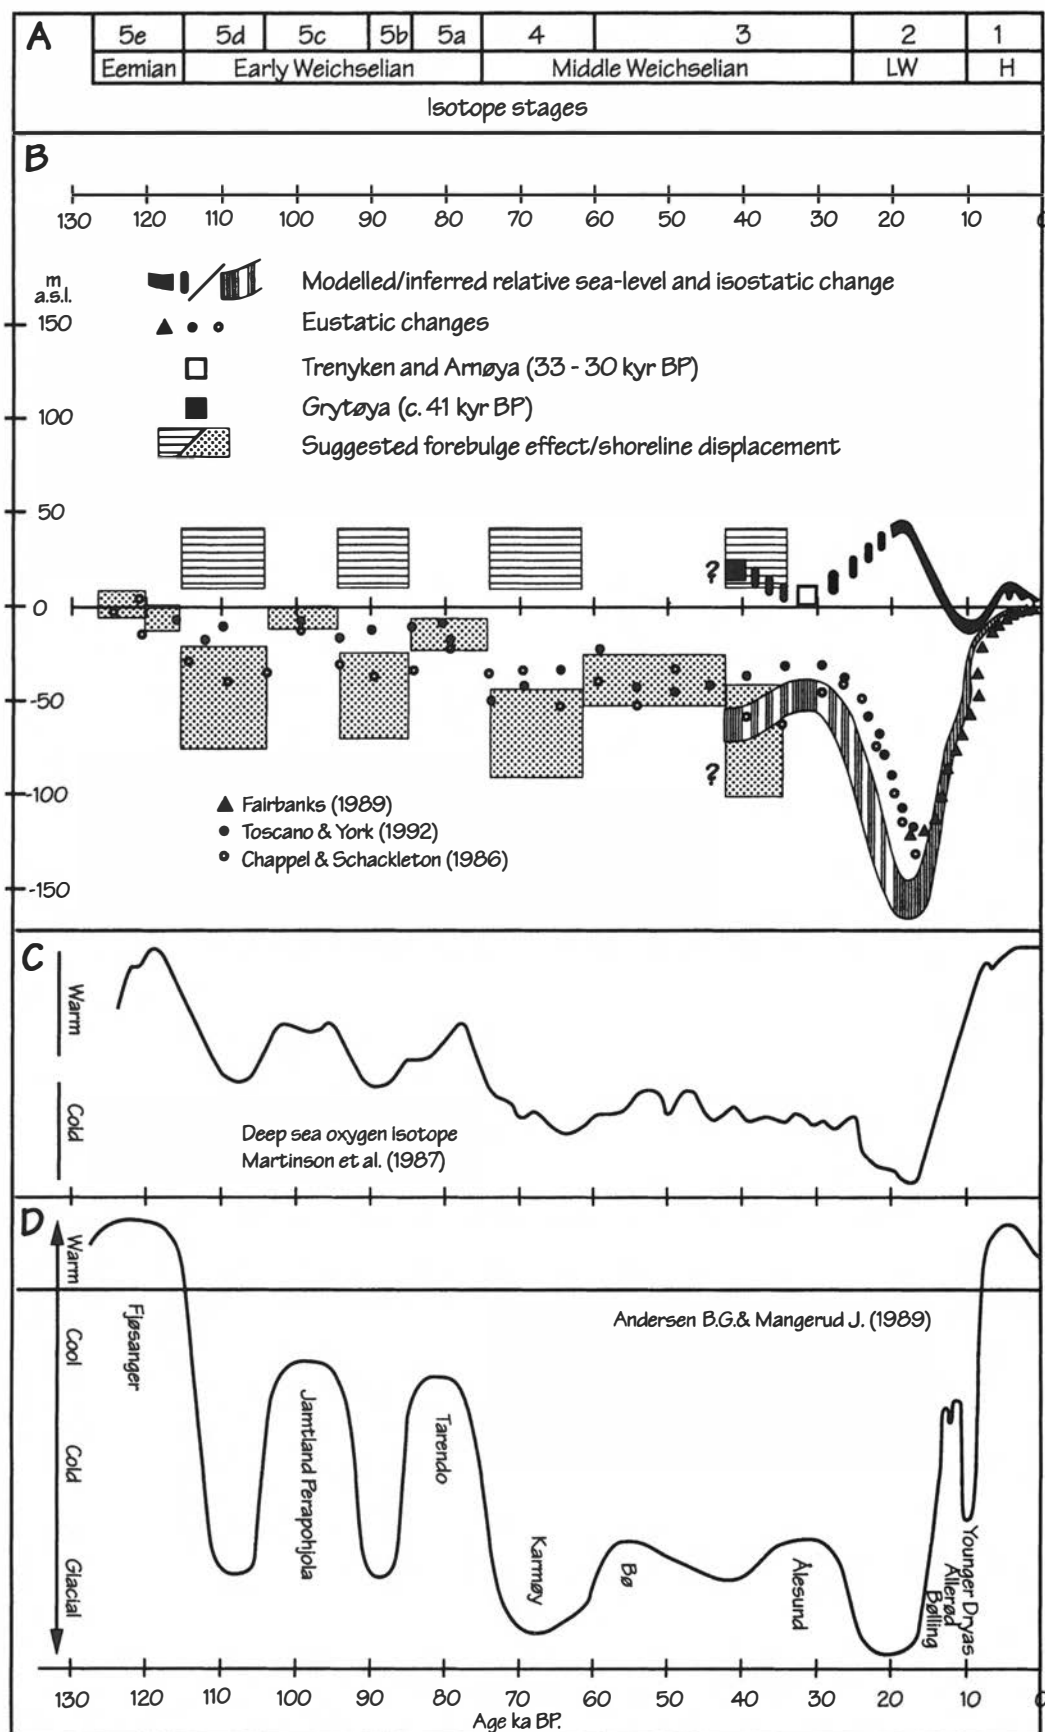 A
5e 5d 5c 5b 5a 4 3 2 1
Eemian Early Weichselian Middle Weichselian LW H
Isotope stages
B
130 120 110 100 90 80 70 60 50 40 30 20 10 0
m
a.s.l.
Modelled/inferred relative sea-level and isostatic change
150
Eustatic changes
Trenyken and Arnøya (33 - 30 kyr BP)
Grytøya (c. 41 kyr BP)
100
Suggested forebulge effect/shoreline displacement
50
?
0
-50
?
-100
Fairbanks (1989)
Toscano & York (1992)
Chappel & Schackleton (1986)
-150
C
Warm
Cold
Deep sea oxygen Isotope
Martinson et al. (1987)
D
Warm
Cool
Cold
Glacial
Andersen B.G.& Mangerud J. (1989)
Fjøsanger
Jamtland Perapohjola
Tarendo
Karmøy
Bø
Ålesund
Bølling
Allerød
Younger Dryas
130 120 110 100 90 80 70 60 50 40 30 20 10 0
Age ka BP.